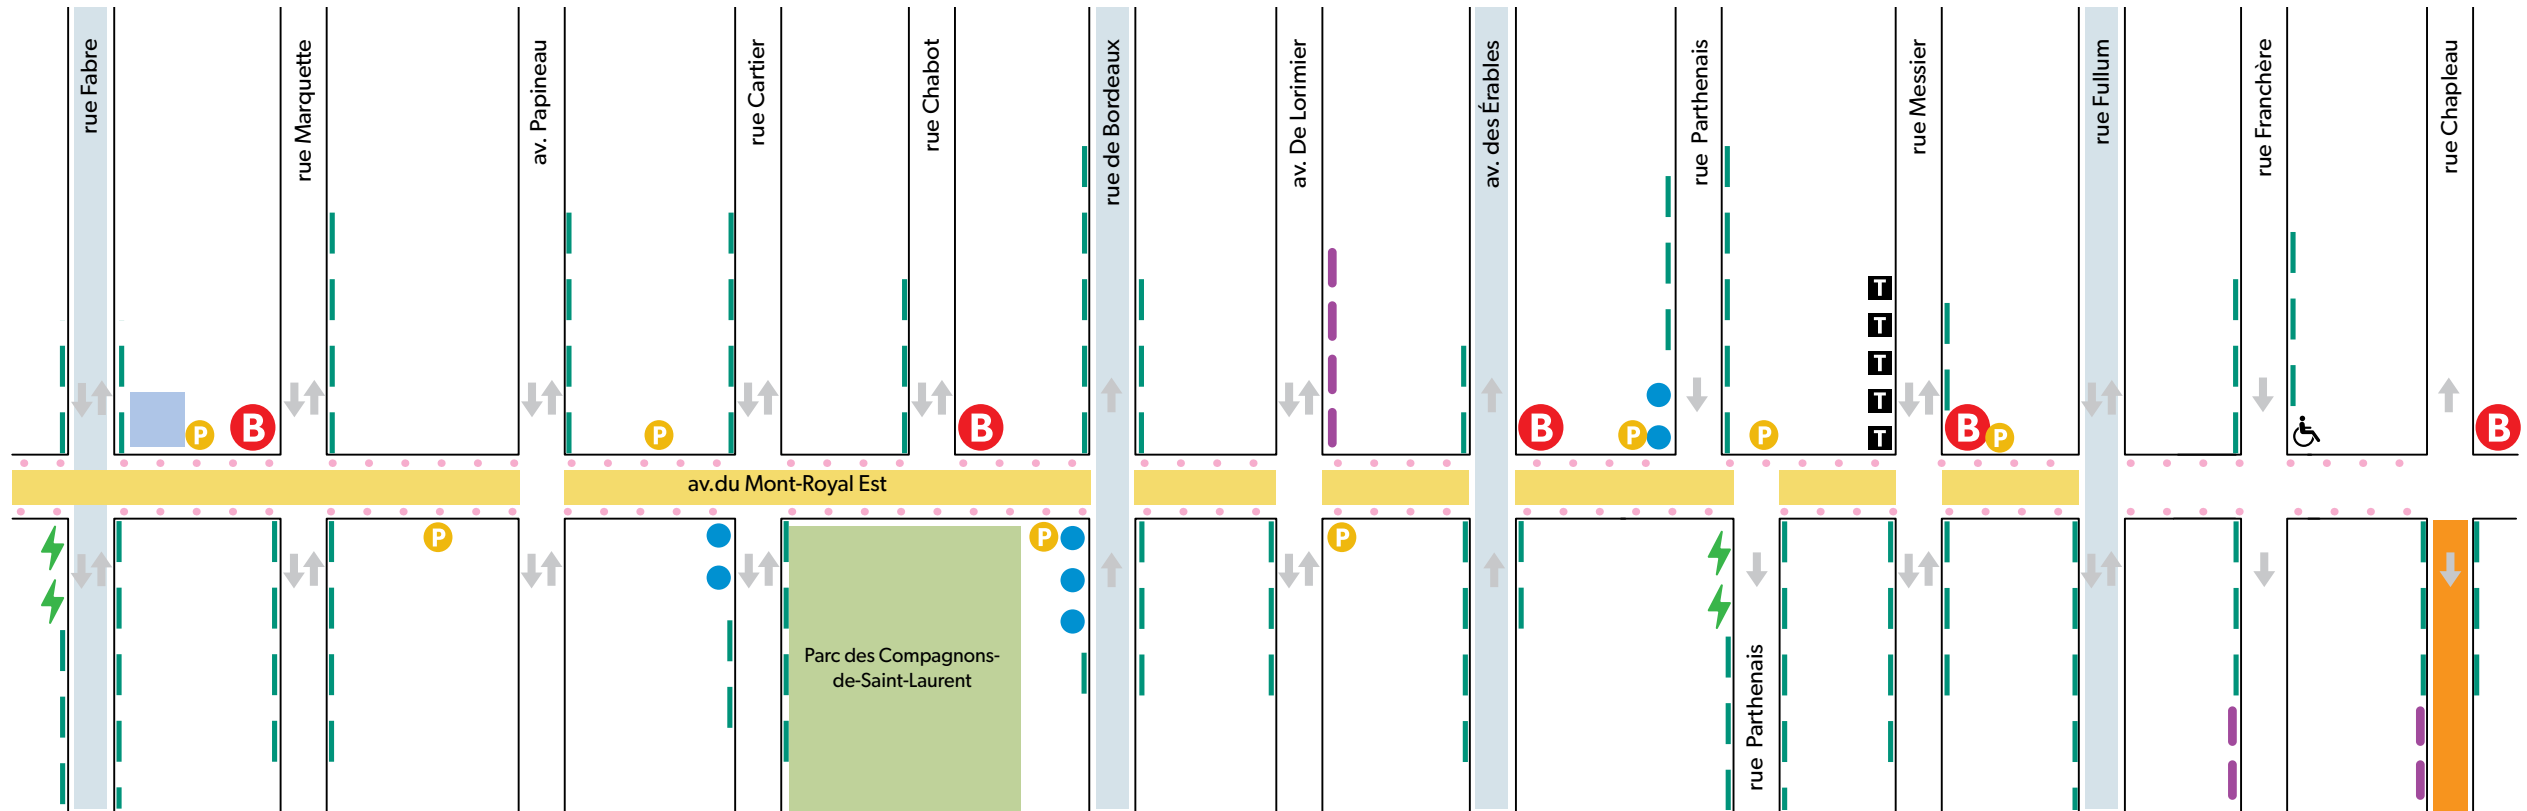 rue Fabre
rue Marquette
av. Papineau
rue Cartier
rue Chabot
rue de Bordeaux
av. De Lorimier
av. des Érables
rue Parthenais
rue Messier
rue Fullum
rue Franchère
rue Chapleau
T
T
T
T
T
P
B
P
B
B
P
P
B
P
B
av.du Mont-Royal Est
P
P
P
Parc des Compagnons-
de-Saint-Laurent
rue Parthenais